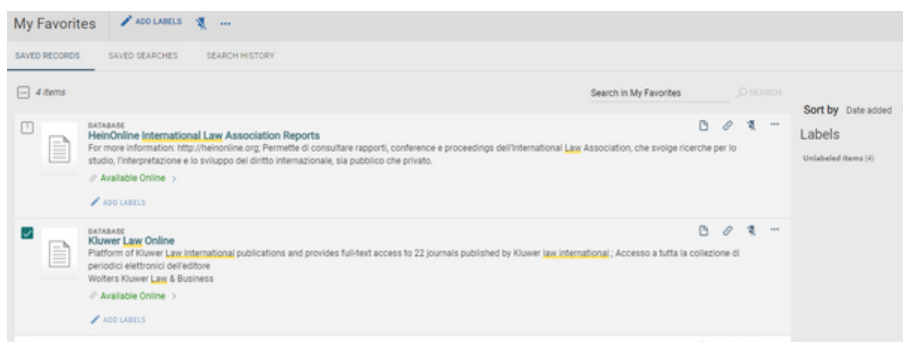 My Favorites
ADD LABELS
SAVED RECORDS
SAVED SEARCHES
SEARCH HISTORY
4 items
Search in My Favorites
SEARCH
Sort by Date added
Labels
Unlabeled items (4)
1
DATABASE
HeinOnline International Law Association Reports
For more information: http://heinonline.org; Permette di consultare rapporti, conference e proceedings dell'International Law Association, che svolge ricerche per lo
studio, l'interpretazione e lo sviluppo del diritto internazionale, sia pubblico che privato.
Available Online
ADD LABELS
DATABASE
Kluwer Law Online
Platform of Kluwer Law International publications and provides full-text access to 22 journals published by Kluwer law international.; Accesso a tutta la collezione di
periodici elettronici dell'editore
Wolters Kluwer Law & Business
Available Online
ADD LABELS